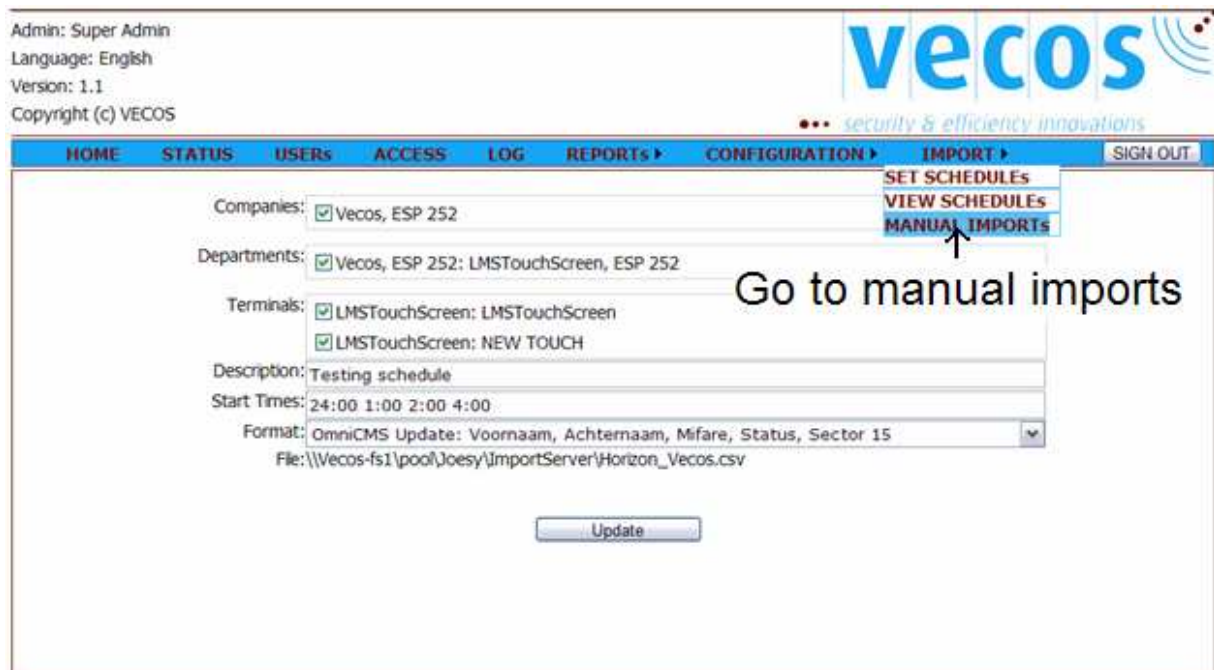 Admin: Super Admin
Language: English
Version: 1.1
Copyright (c) VECOS
vecos
security & efficiency innovations
HOME STATUS USERs ACCESS LOG REPORTs CONFIGURATION IMPORT SIGN OUT
SET SCHEDULEs
VIEW SCHEDULEs
MANUAL IMPORTs
Go to manual imports
Companies: Vecos, ESP 252
Departments: Vecos, ESP 252: LMSTouchScreen, ESP 252
Terminals: LMSTouchScreen: LMSTouchScreen
LMSTouchScreen: NEW TOUCH
Description: Testing schedule
Start Times: 24:00 1:00 2:00 4:00
Format: OmniCMS Update: Voornaam, Achternaam, Mifare, Status, Sector 15
File: \\Vecos-fs1\pool\Joesy\ImportServer\Horizon_Vecos.csv
Update